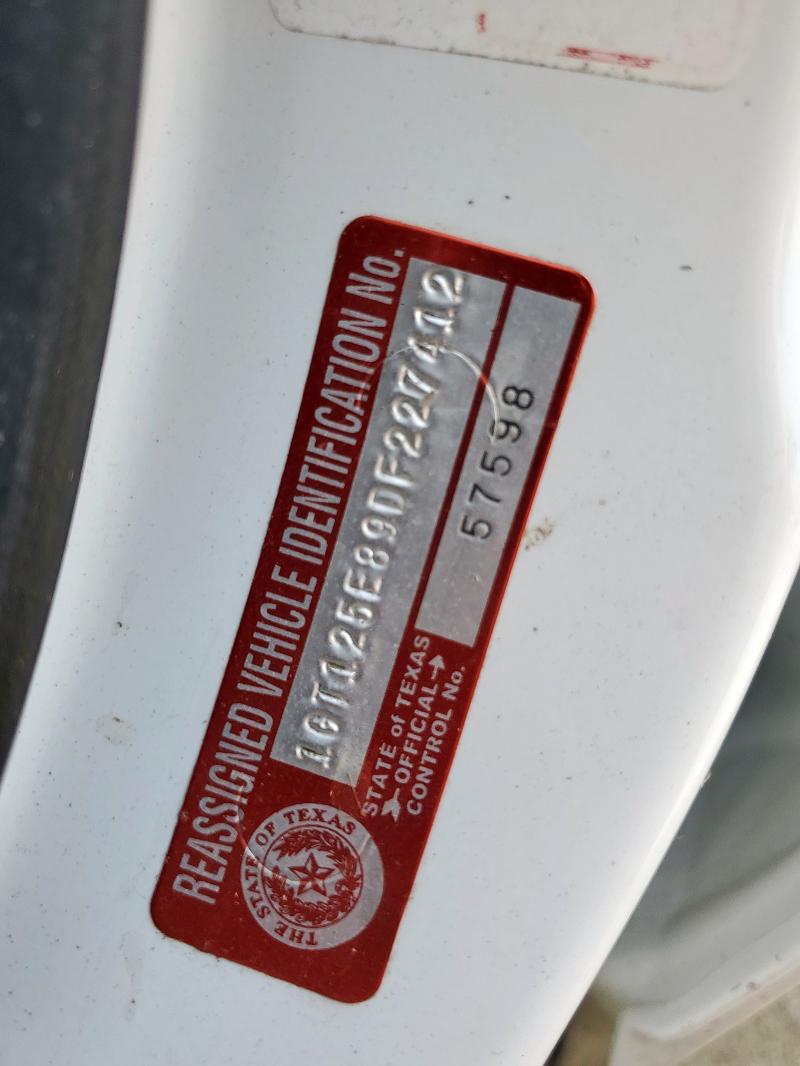 REASSIGNED VEHICLE IDENTIFICATION No.
1GT125E89DF227412
STATE of TEXAS
OFFICIAL
CONTROL No.
57598
THE STATE OF TEXAS